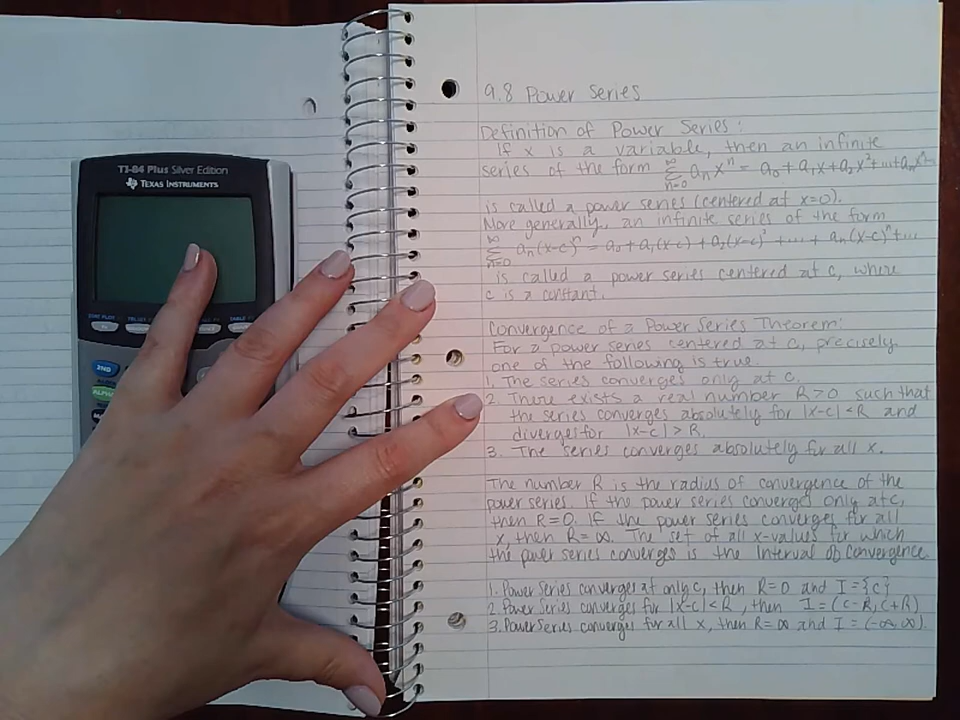 TI-84 Plus Silver Edition
TEXAS INSTRUMENTS
STAT PLOT
2ND
ALPHA
9.8 Power Series
Definition of Power Series:
If x is a variable, then an infinite
series of the form ∑_{n=0}^{∞} aₙxⁿ = a₀ + a₁x + a₂x² + ... + aₙxⁿ...
is called a power series (centered at x=0).
More generally, an infinite series of the form
∑_{n=0}^{∞} aₙ(x-c)ⁿ = a₀ + a₁(x-c) + a₂(x-c)² + ... + aₙ(x-c)ⁿ + ...
is called a power series centered at c, where
c is a constant.
Convergence of a Power Series Theorem:
For a power series centered at c, precisely
one of the following is true.
1. The series converges only at c.
2. There exists a real number R>0 such that
the series converges absolutely for |x-c| < R and
diverges for |x-c| > R.
3. The series converges absolutely for all x.
The number R is the radius of convergence of the
power series. If the power series converges only at c,
then R=0. If the power series converges for all
x, then R=∞. The set of all x-values for which
the power series converges is the interval of convergence
1. Power Series converges at only c, then R=0 and I={c}
2. Power Series converges for |x-c| < R, then I=(c-R, c+R)
3. Power Series converges for all x, then R=∞ and I=(-∞,∞).